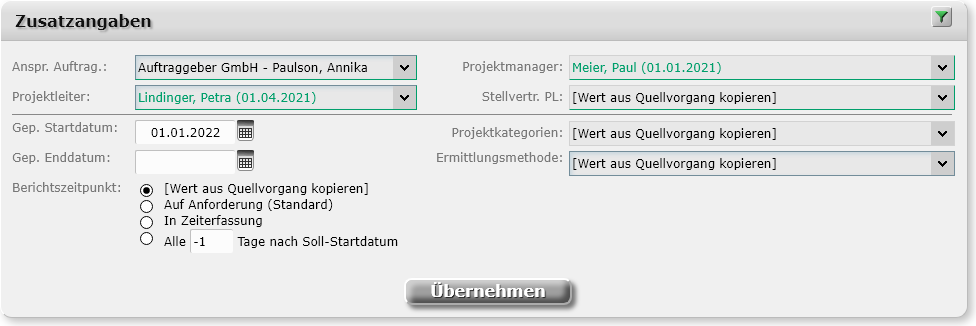 Zusatzangaben
Anspr. Auftrag.: Auftraggeber GmbH - Paulson, Annika Projektmanager: Meier, Paul (01.01.2021)
Projektleiter: Lindinger, Petra (01.04.2021) Stellvertr. PL: [Wert aus Quellvorgang kopieren]
Gep. Startdatum: 01.01.2022 Projektkategorien: [Wert aus Quellvorgang kopieren]
Gep. Enddatum: Ermittlungsmethode: [Wert aus Quellvorgang kopieren]
Berichtszeitpunkt: [Wert aus Quellvorgang kopieren]
Auf Anforderung (Standard)
In Zeiterfassung
Alle -1 Tage nach Soll-Startdatum
Übernehmen